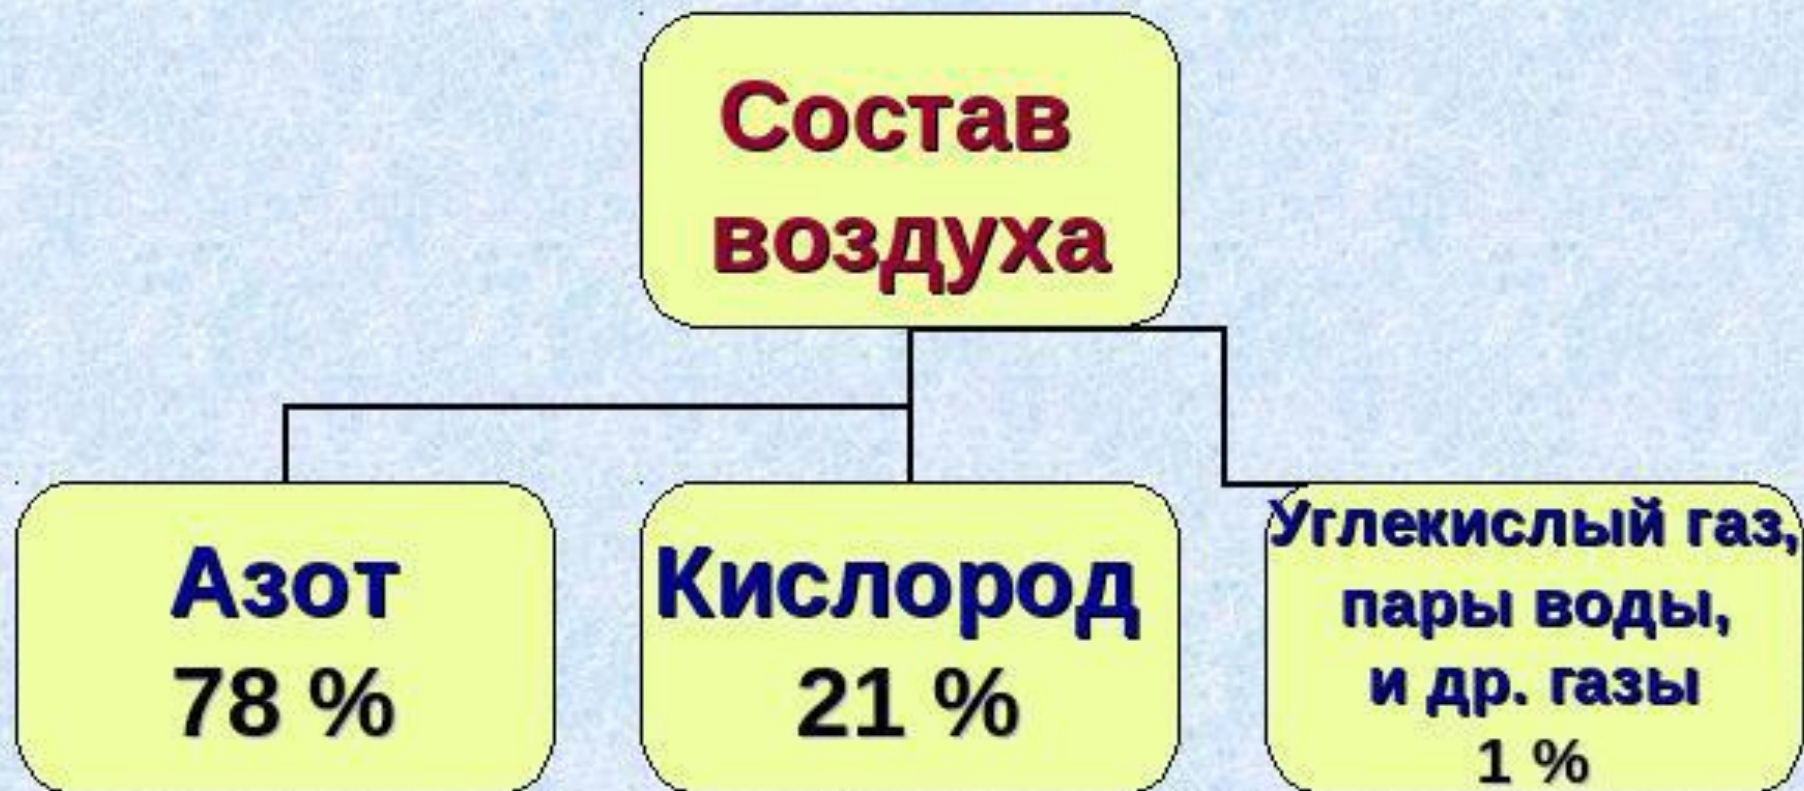 Состав
воздуха
Азот
78 %
Кислород
21 %
Углекислый газ,
пары воды,
и др. газы
1 %